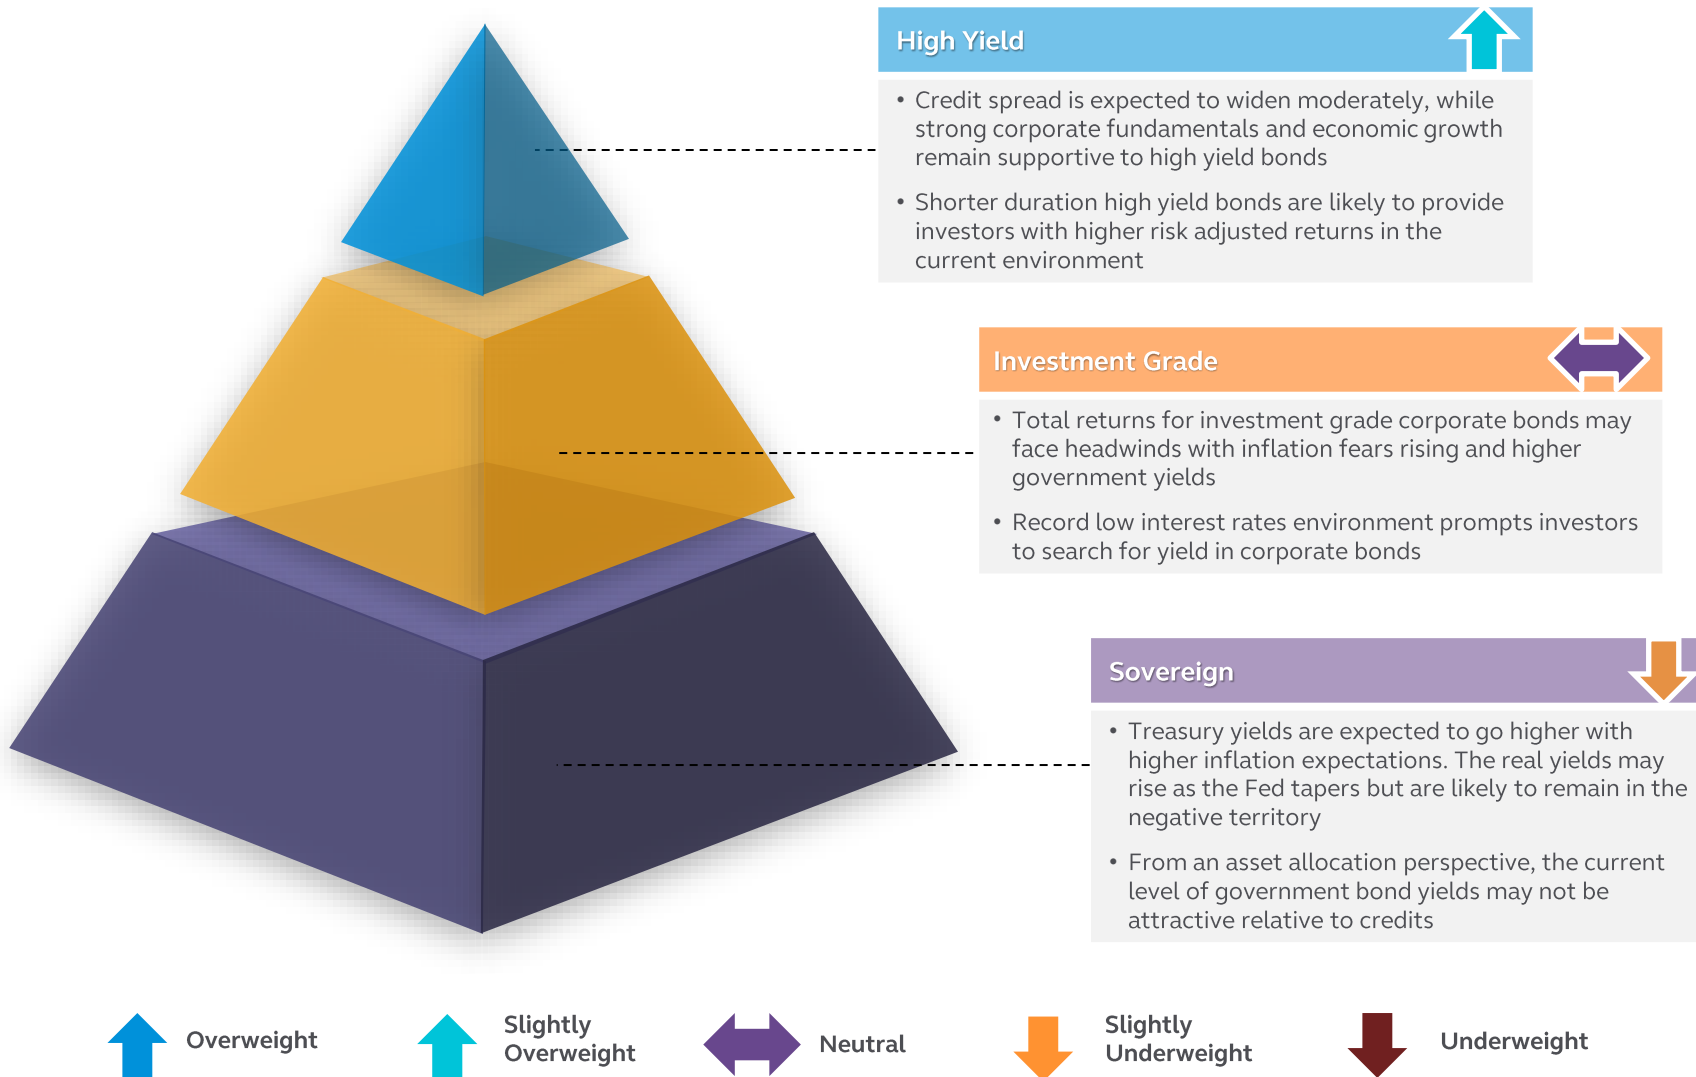 High Yield
• Credit spread is expected to widen moderately, while
strong corporate fundamentals and economic growth
remain supportive to high yield bonds
• Shorter duration high yield bonds are likely to provide
investors with higher risk adjusted returns in the
current environment
Investment Grade
• Total returns for investment grade corporate bonds may
face headwinds with inflation fears rising and higher
government yields
• Record low interest rates environment prompts investors
to search for yield in corporate bonds
Sovereign
• Treasury yields are expected to go higher with
higher inflation expectations. The real yields may
rise as the Fed tapers but are likely to remain in the
negative territory
• From an asset allocation perspective, the current
level of government bond yields may not be
attractive relative to credits
Overweight
Slightly
Overweight
Neutral
Slightly
Underweight
Underweight